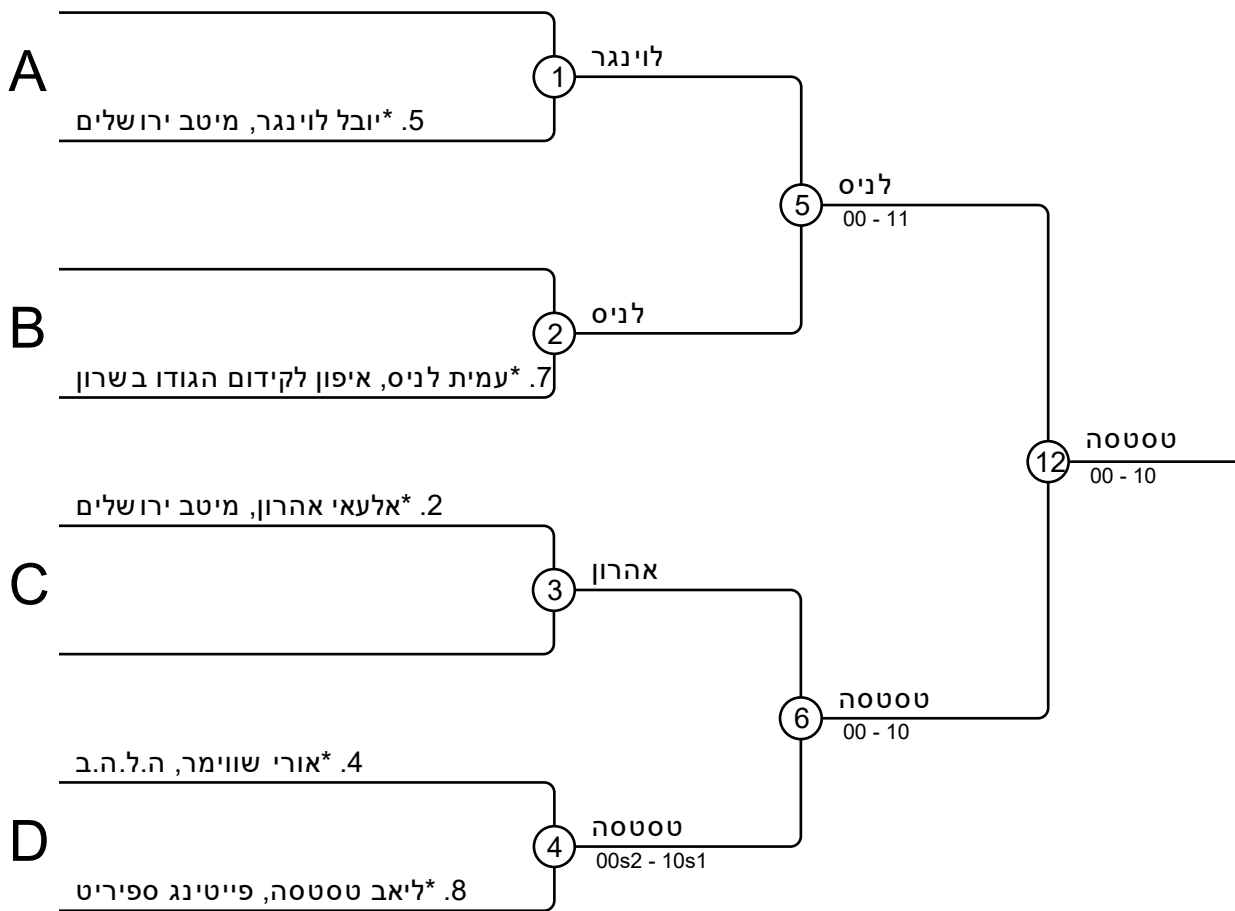 A
1
לוינגר
5. *יובל לוינגר, מיטב ירושלים
5
לניס
00 - 11
B
2
לניס
7. *עמית לניס, איפון לקידום הגודו בשרון
12
טסטסה
00 - 10
2. *אלעאי אהרון, מיטב ירושלים
C
3
אהרון
6
טסטסה
00 - 10
4. *אורי שווימר, ה.ל.ה.ב
D
4
טסטסה
00s2 - 10s1
8. *ליאב טסטסה, פייטינג ספיריט